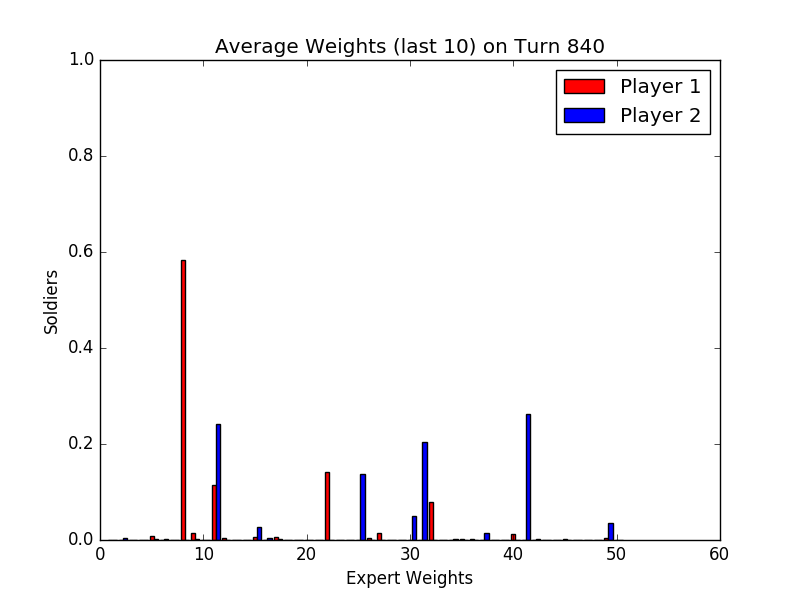 Average Weights (last 10) on Turn 840
1.0
0.8
0.6
0.4
0.2
0.0
Soldiers
Player 1
Player 2
0 10 20 30 40 50 60
Expert Weights